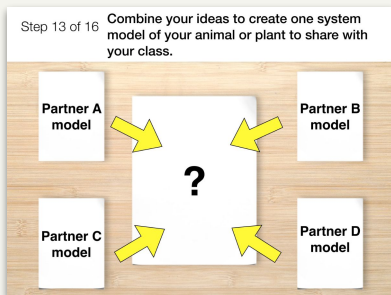 Step 13 of 16
Combine your ideas to create one system
model of your animal or plant to share with
your class.
Partner A
model
Partner B
model
?
Partner C
model
Partner D
model